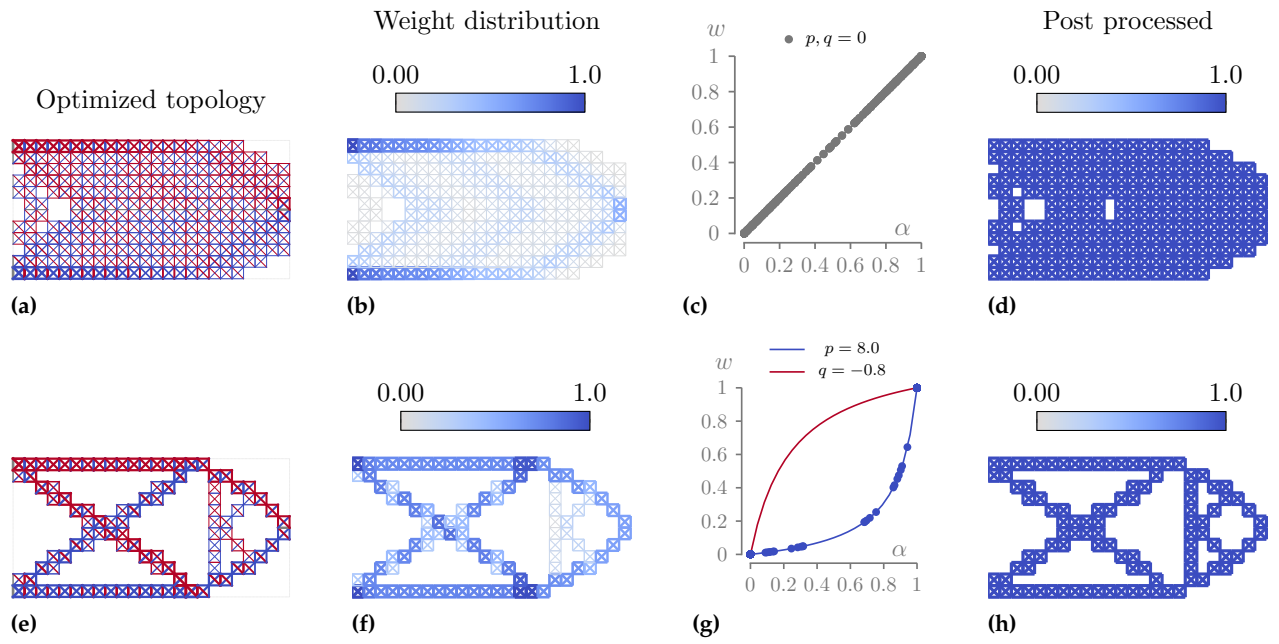 Weight distribution
Post processed
Optimized topology
0.00 1.0
w
p, q = 0
1
0.8
0.6
0.4
0.2
0
α
0 0.2 0.4 0.6 0.8 1
0.00 1.0
(a)
(b)
(c)
(d)
0.00 1.0
w
p = 8.0
q = −0.8
1
0.8
0.6
0.4
0.2
0
α
0 0.2 0.4 0.6 0.8 1
0.00 1.0
(e)
(f)
(g)
(h)